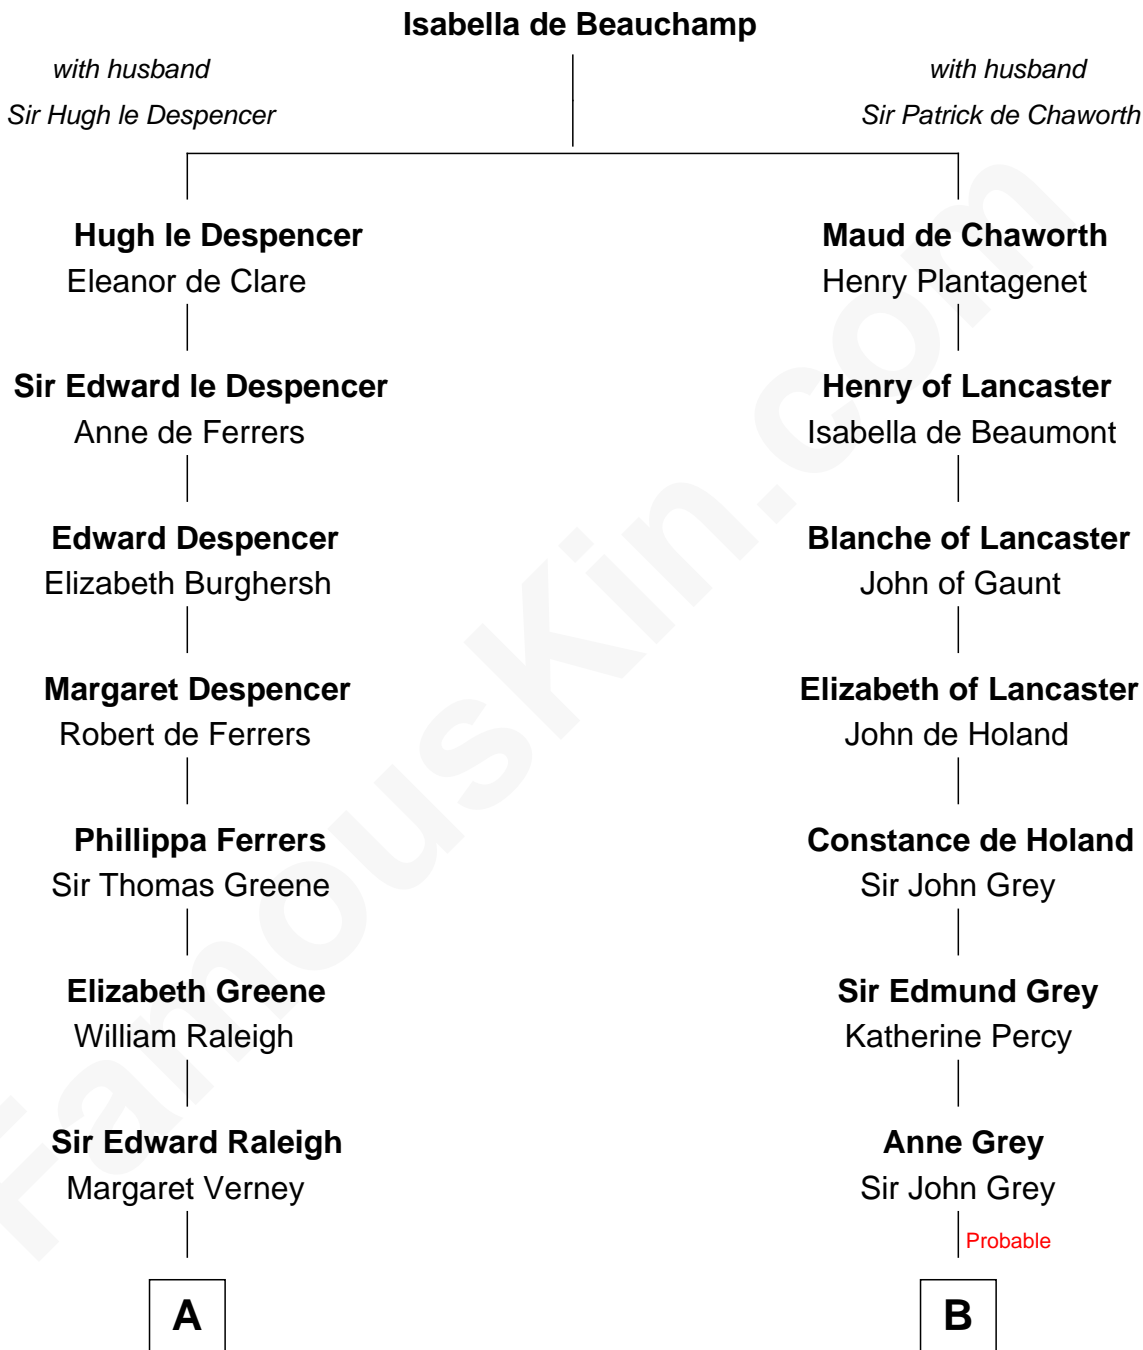 Isabella de Beauchamp
with husband
Sir Hugh le Despencer
with husband
Sir Patrick de Chaworth
Hugh le Despencer
Eleanor de Clare
Sir Edward le Despencer
Anne de Ferrers
Edward Despencer
Elizabeth Burghersh
Margaret Despencer
Robert de Ferrers
Phillippa Ferrers
Sir Thomas Greene
Elizabeth Greene
William Raleigh
Sir Edward Raleigh
Margaret Verney
A
Maud de Chaworth
Henry Plantagenet
Henry of Lancaster
Isabella de Beaumont
Blanche of Lancaster
John of Gaunt
Elizabeth of Lancaster
John de Holand
Constance de Holand
Sir John Grey
Sir Edmund Grey
Katherine Percy
Anne Grey
Sir John Grey
Probable
B
FamousKin.com